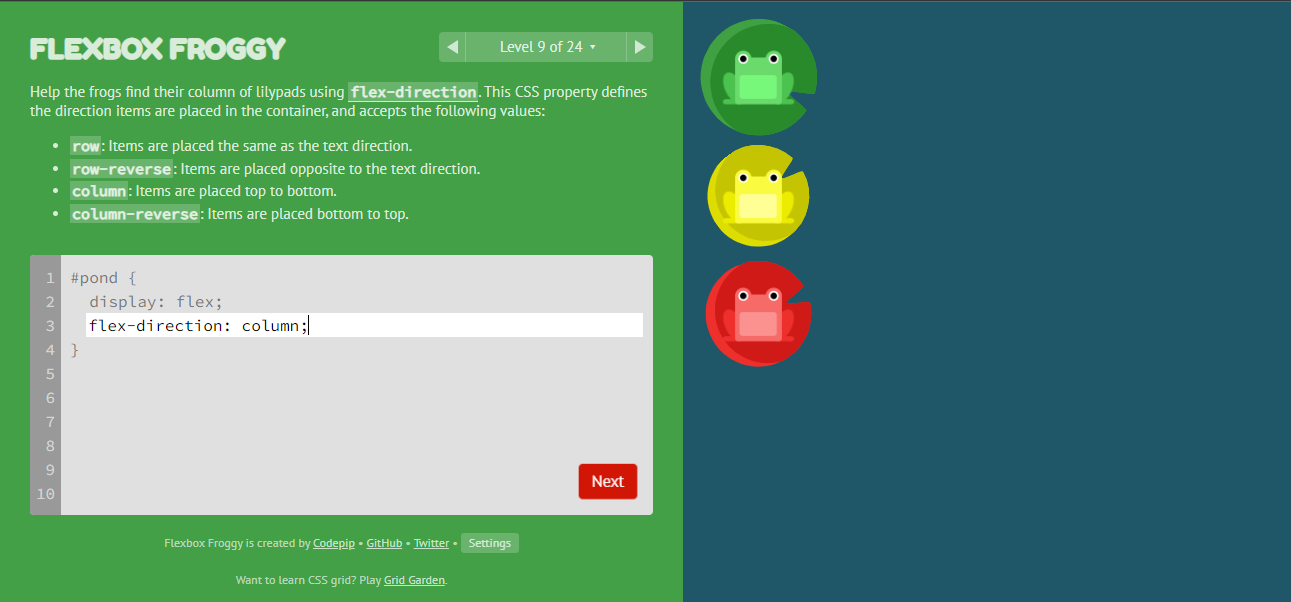 FLEXBOX FROGGY
Level 9 of 24
Help the frogs find their column of lilypads using flex-direction. This CSS property defines
the direction items are placed in the container, and accepts the following values:
• row: Items are placed the same as the text direction.
• row-reverse: Items are placed opposite to the text direction.
• column: Items are placed top to bottom.
• column-reverse: Items are placed bottom to top.
1 #pond {
2 display: flex;
3 flex-direction: column;
4 }
5
6
7
8
9
10
Next
Flexbox Froggy is created by Codepip • GitHub • Twitter • Settings
Want to learn CSS grid? Play Grid Garden.